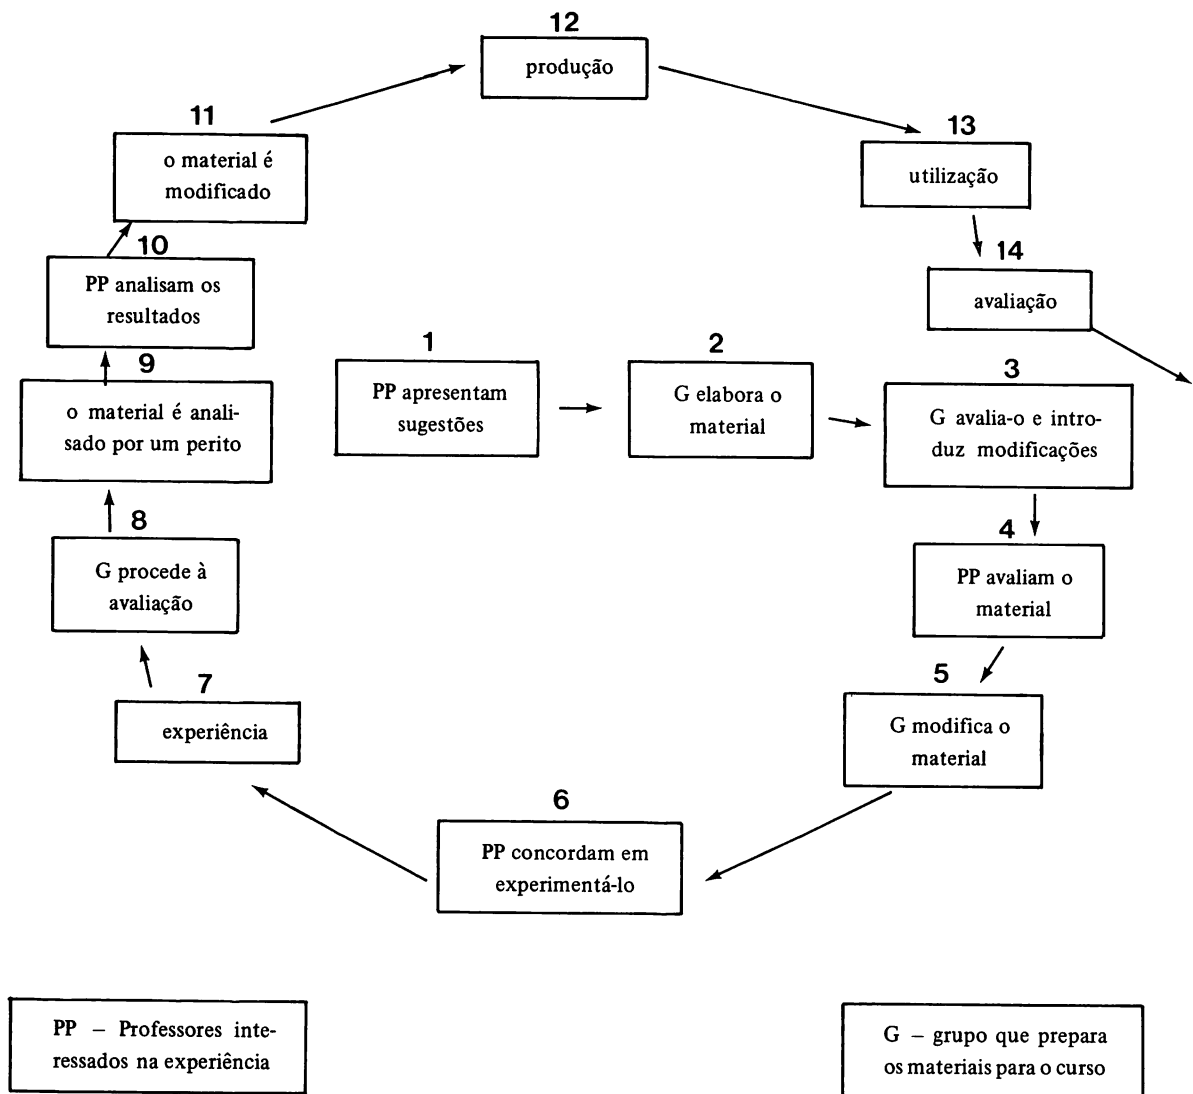 12
produção
11
o material é
modificado
13
utilização
10
PP analisam os
resultados
14
avaliação
9
o material é anali-
sado por um perito
1
PP apresentam
sugestões
2
G elabora o
material
3
G avalia-o e intro-
duz modificações
8
G procede à
avaliação
4
PP avaliam o
material
7
experiência
5
G modifica o
material
6
PP concordam em
experimentá-lo
PP – Professores inte-
ressados na experiência
G – grupo que prepara
os materiais para o curso